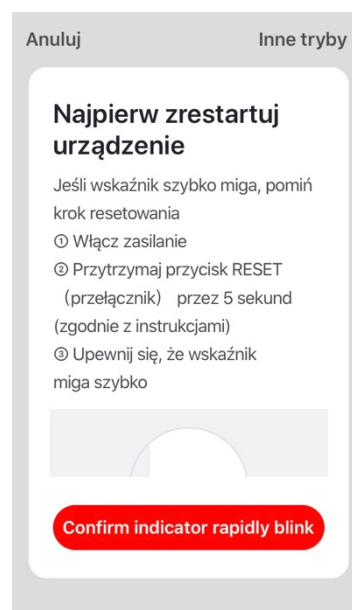 Anuluj
Inne tryby
Najpierw zrestartuj
urządzenie
Jeśli wskaźnik szybko miga, pomiń
krok resetowania
① Włącz zasilanie
② Przytrzymaj przycisk RESET
（przełącznik） przez 5 sekund
(zgodnie z instrukcjami)
③ Upewnij się, że wskaźnik
miga szybko
Confirm indicator rapidly blink